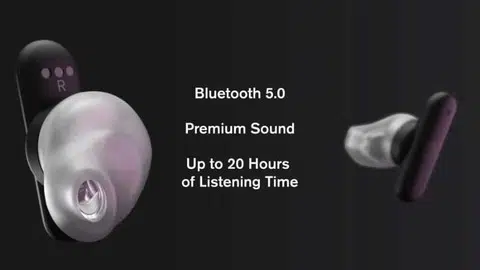 R
Bluetooth 5.0
Premium Sound
Up to 20 Hours
of Listening Time